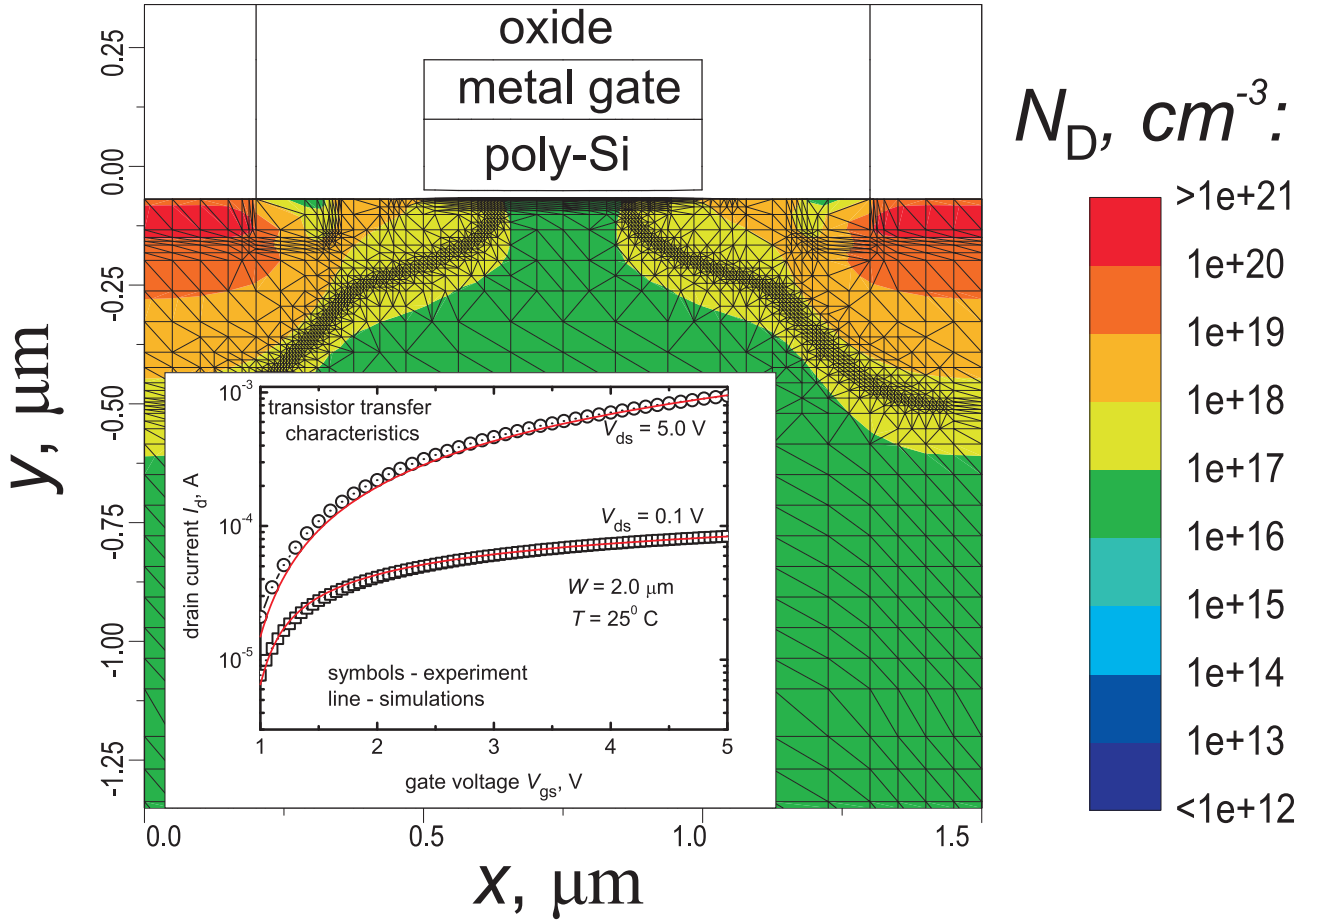 oxide
metal gate
poly-Si
0.25
0.00
-0.25
-0.50
-0.75
-1.00
-1.25
y, μm
0.0
0.5
1.0
1.5
x, μm
N_D, cm^-3:
>1e+21
1e+20
1e+19
1e+18
1e+17
1e+16
1e+15
1e+14
1e+13
<1e+12
transistor transfer
characteristics
V_ds = 5.0 V
V_ds = 0.1 V
W = 2.0 μm
T = 25^0 C
symbols - experiment
line - simulations
10^-3
10^-4
10^-5
drain current I_d, A
1
2
3
4
5
gate voltage V_gs, V